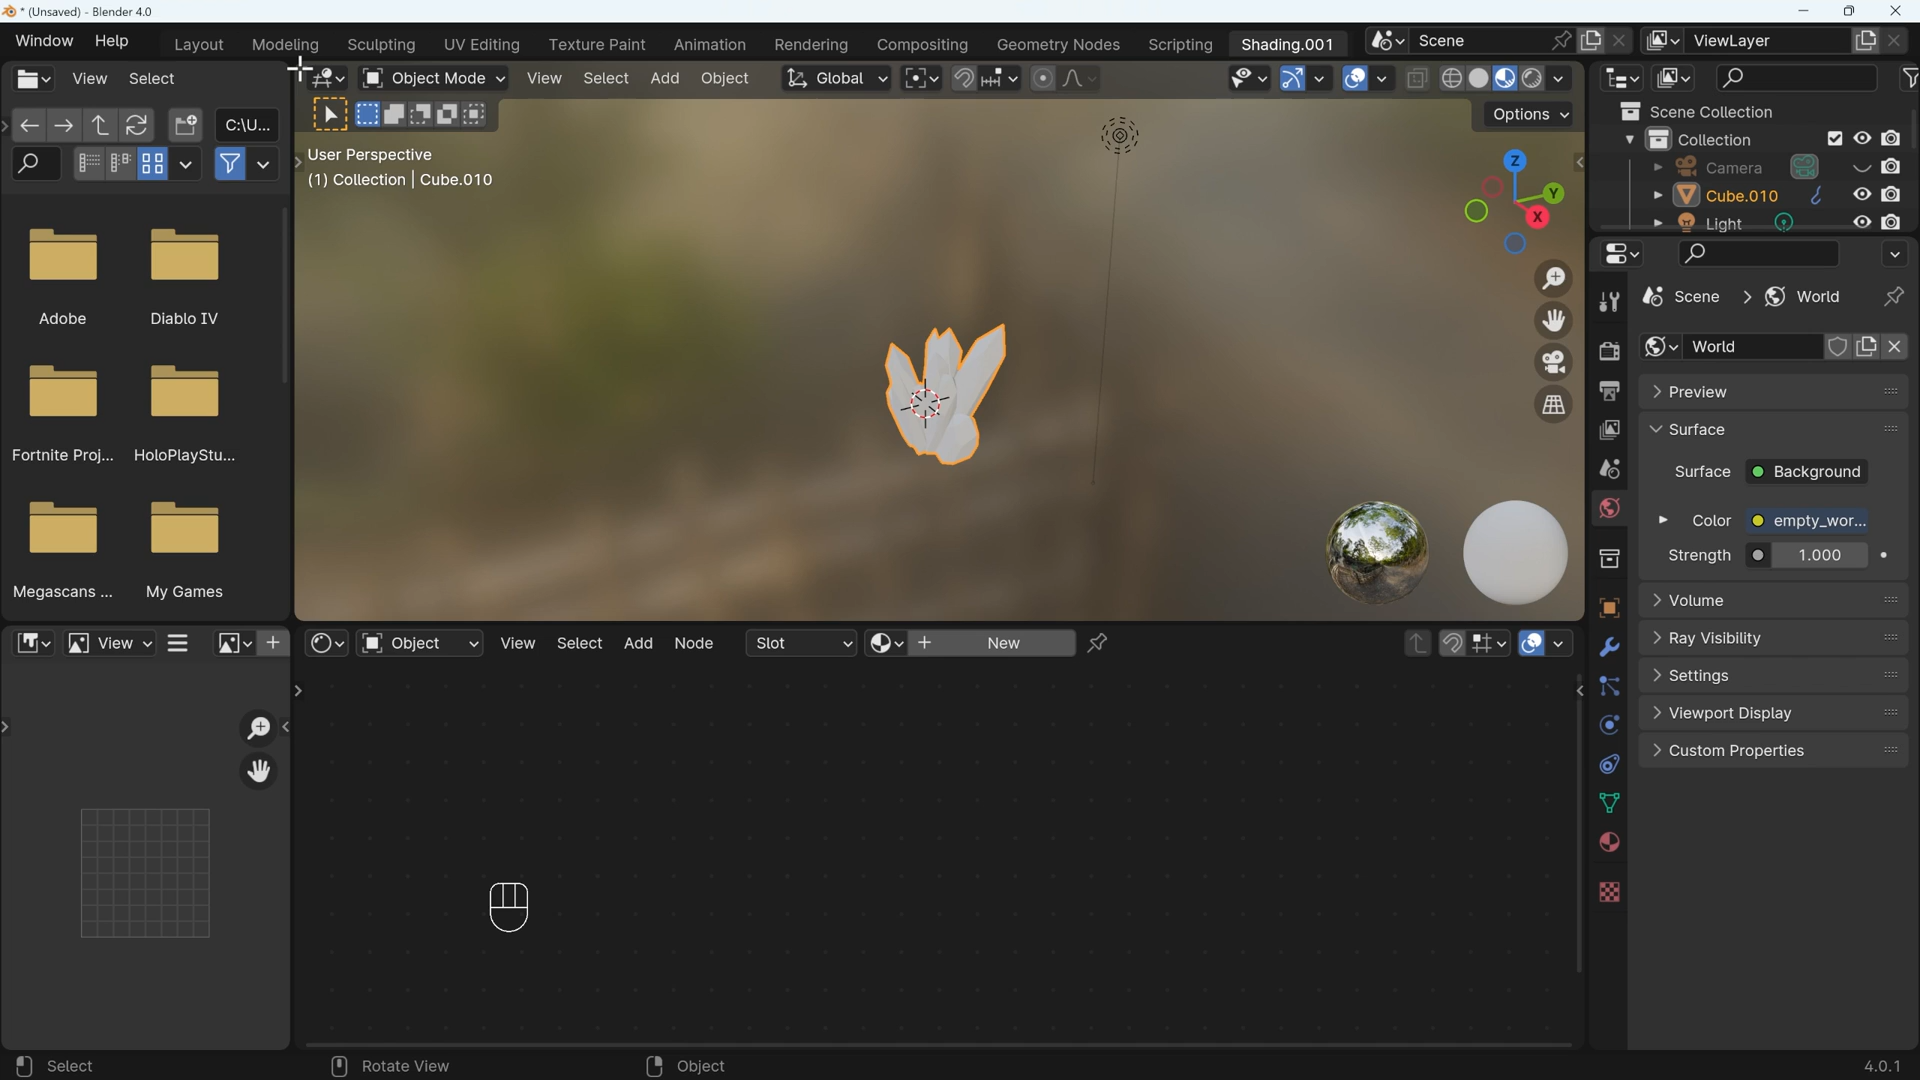 * (Unsaved) - Blender 4.0
Window Help Layout Modeling Sculpting UV Editing Texture Paint Animation Rendering Compositing Geometry Nodes Scripting Shading.001 Scene ViewLayer
View Select
Object Mode View Select Add Object Global
C:\U...
Options
User Perspective
(1) Collection | Cube.010
Z
Y
X
Adobe Diablo IV
Fortnite Proj... HoloPlayStu...
Megascans ... My Games
Scene Collection
Collection
Camera
Cube.010
Light
Scene World
World
Preview
Surface
Surface Background
Color empty_wor...
Strength 1.000
Volume
Ray Visibility
Settings
Viewport Display
Custom Properties
View
Object View Select Add Node Slot New
Select Rotate View Object 4.0.1